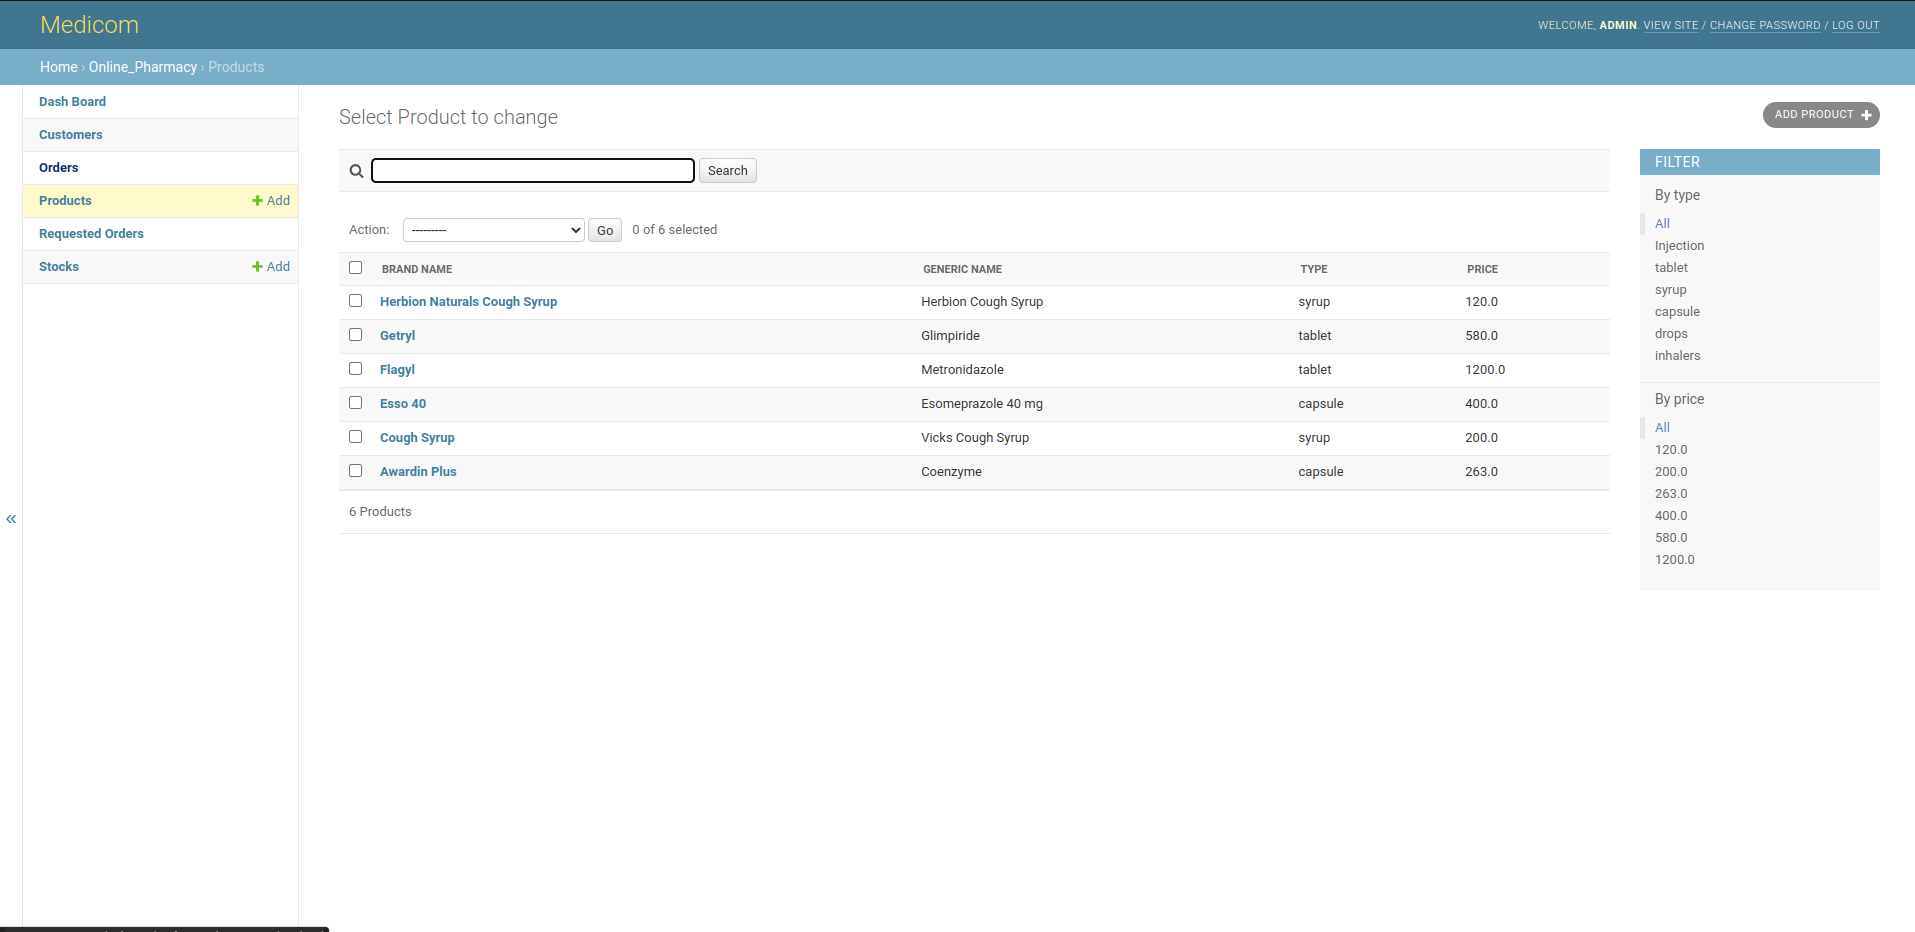 Medicom
WELCOME, ADMIN. VIEW SITE / CHANGE PASSWORD / LOG OUT
Home › Online_Pharmacy › Products
Dash Board
Customers
Orders
Products + Add
Requested Orders
Stocks + Add
«
Select Product to change
ADD PRODUCT +
Search
Action: --------- Go 0 of 6 selected
BRAND NAME GENERIC NAME TYPE PRICE
Herbion Naturals Cough Syrup Herbion Cough Syrup syrup 120.0
Getryl Glimpiride tablet 580.0
Flagyl Metronidazole tablet 1200.0
Esso 40 Esomeprazole 40 mg capsule 400.0
Cough Syrup Vicks Cough Syrup syrup 200.0
Awardin Plus Coenzyme capsule 263.0
6 Products
FILTER
By type
All
Injection
tablet
syrup
capsule
drops
inhalers
By price
All
120.0
200.0
263.0
400.0
580.0
1200.0